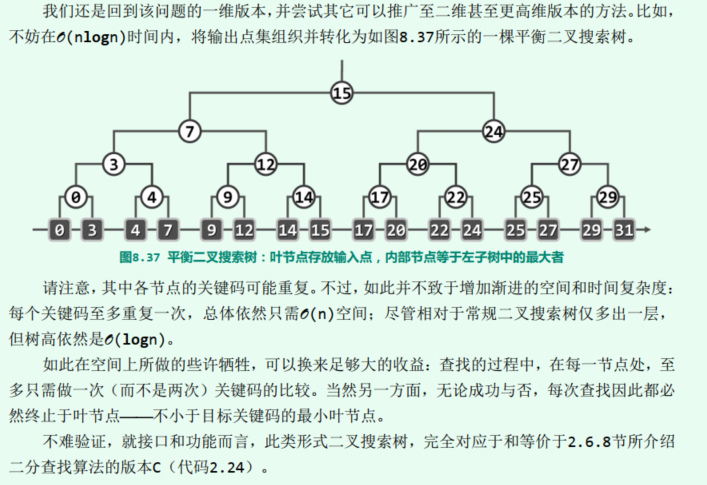 我们还是回到该问题的一维版本，并尝试其它可以推广至二维甚至更高维版本的方法。比如，
不妨在O(nlogn)时间内，将输出点集组织并转化为如图8.37所示的一棵平衡二叉搜索树。
15
7 24
3 12 20 27
0 4 9 14 17 22 25 29
0 3 4 7 9 12 14 15 17 20 22 24 25 27 29 31
图8.37 平衡二叉搜索树：叶节点存放输入点，内部节点等于左子树中的最大者
请注意，其中各节点的关键码可能重复。不过，如此并不致于增加渐进的空间和时间复杂度：
每个关键码至多重复一次，总体依然只需O(n)空间；尽管相对于常规二叉搜索树仅多出一层，
但树高依然是O(logn)。
如此在空间上所做的些许牺牲，可以换来足够大的收益：查找的过程中，在每一节点处，至
多只需做一次（而不是两次）关键码的比较。当然另一方面，无论成功与否，每次查找因此都必
然终止于叶节点——不小于目标关键码的最小叶节点。
不难验证，就接口和功能而言，此类形式二叉搜索树，完全对应于和等价于2.6.8节所介绍
二分查找算法的版本C（代码2.24）。